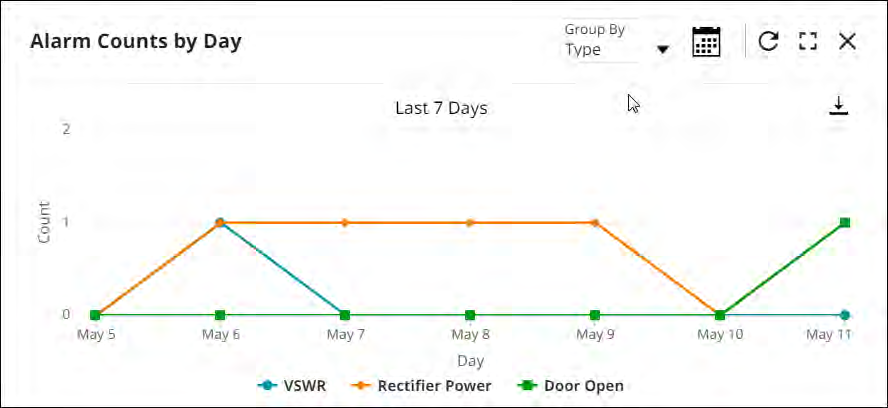 Alarm Counts by Day
Group By
Type
Last 7 Days
2
1
0
Count
May 5 May 6 May 7 May 8 May 9 May 10 May 11
Day
VSWR Rectifier Power Door Open